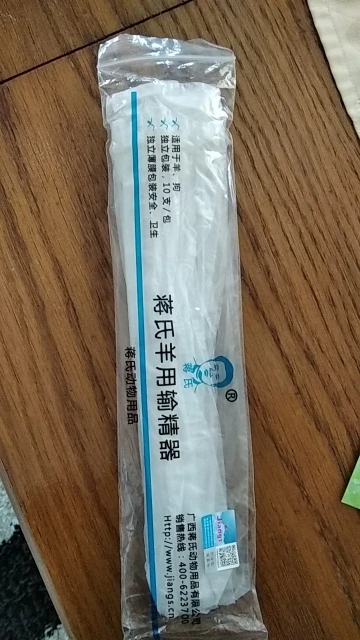 适用于羊、狗
独立包装，10支/包
独立薄膜包装安全、卫生
蒋氏羊用输精器
蒋氏
®
蒋氏动物用品
Jiangs
广西蒋氏动物用品有限公司
销售热线：400-6223700
Http://www.jiangs.cn